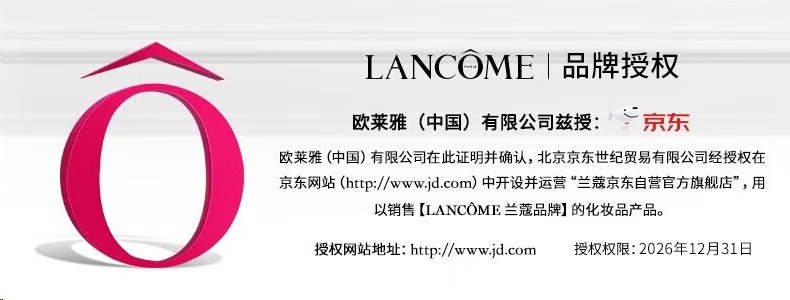 Ô
LANCÔME | 品牌授权
PARIS
欧莱雅（中国）有限公司兹授：京东
欧莱雅（中国）有限公司在此证明并确认，北京京东世纪贸易有限公司经授权在
京东网站（http://www.jd.com）中开设并运营“兰蔻京东自营官方旗舰店”，用
以销售【LANCÔME 兰蔻品牌】的化妆品产品。
授权网站地址：http://www.jd.com 授权权限：2026年12月31日